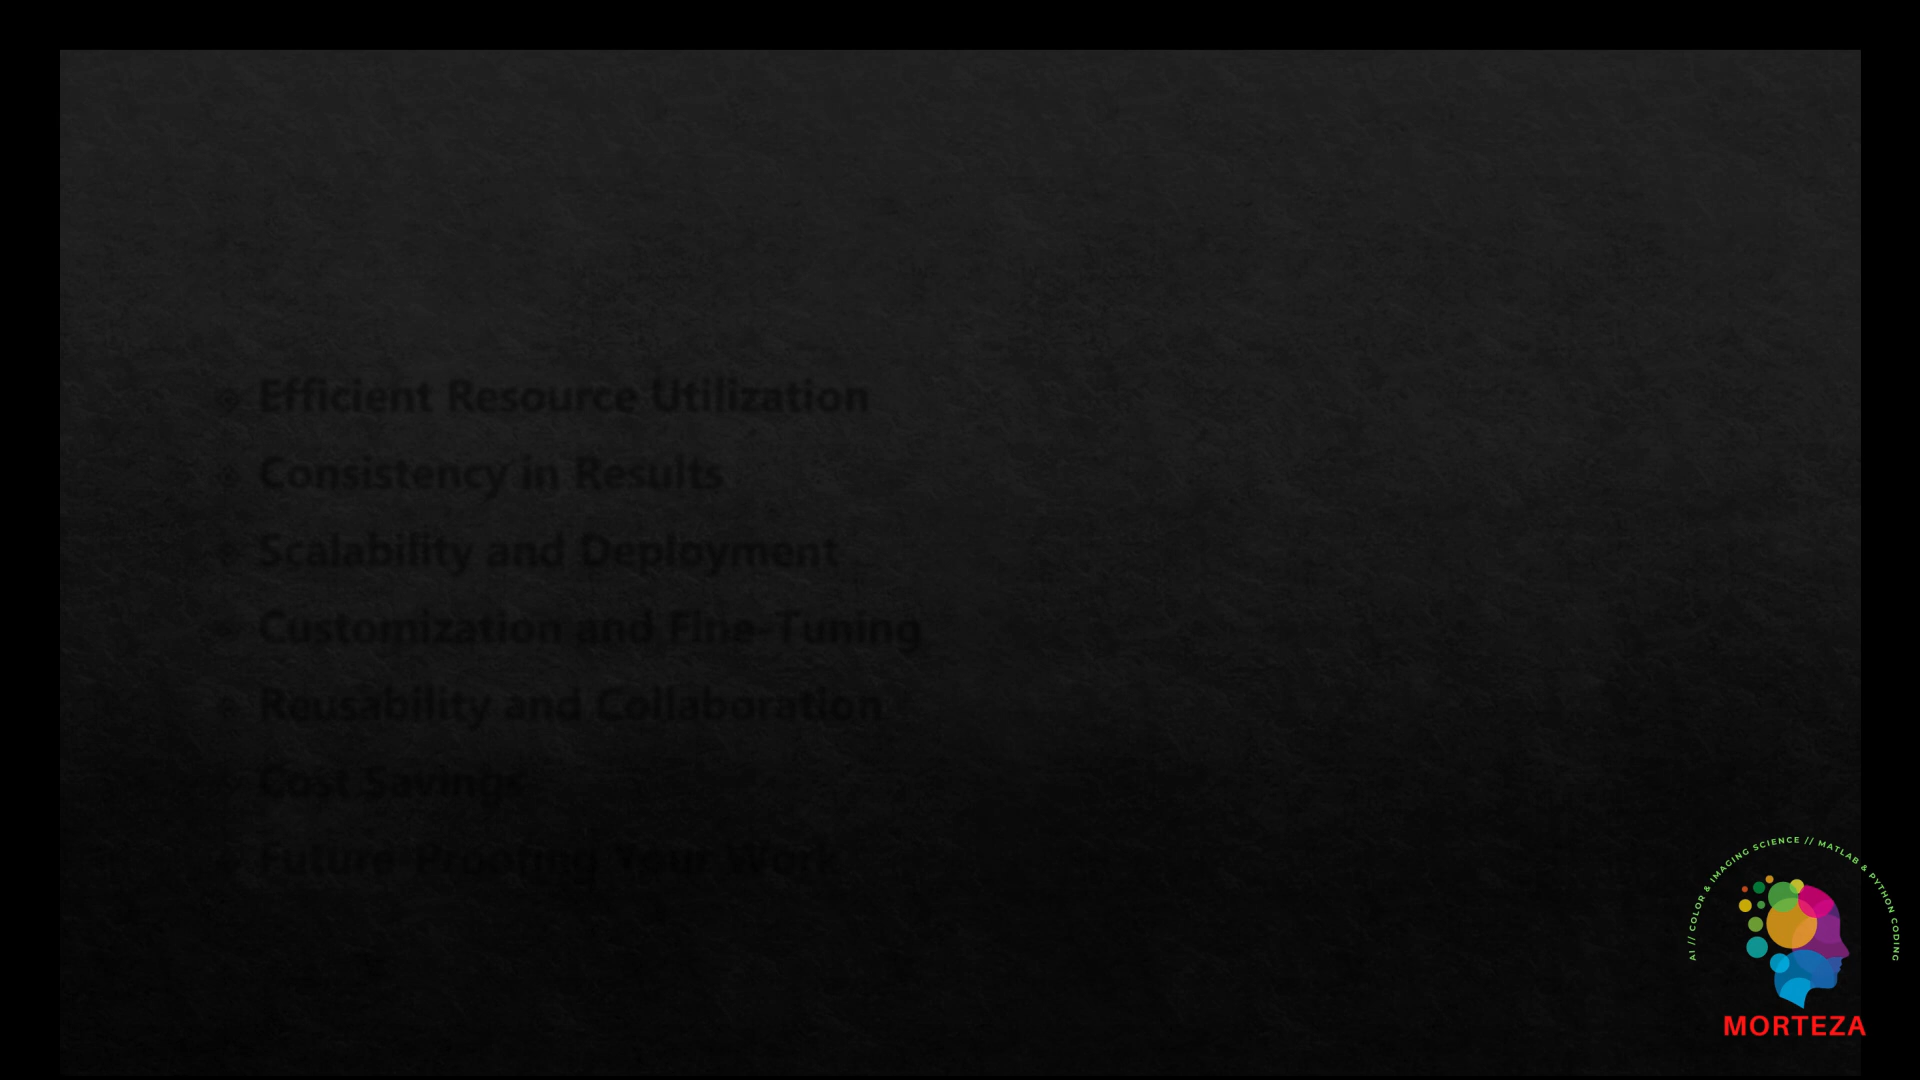 Efficient Resource Utilization
Consistency in Results
Scalability and Deployment
Customization and Fine-Tuning
Reusability and Collaboration
Cost Savings
Future-Proofing Your Work
AI // COLOR & IMAGING SCIENCE // MATLAB & PYTHON CODING
MORTEZA